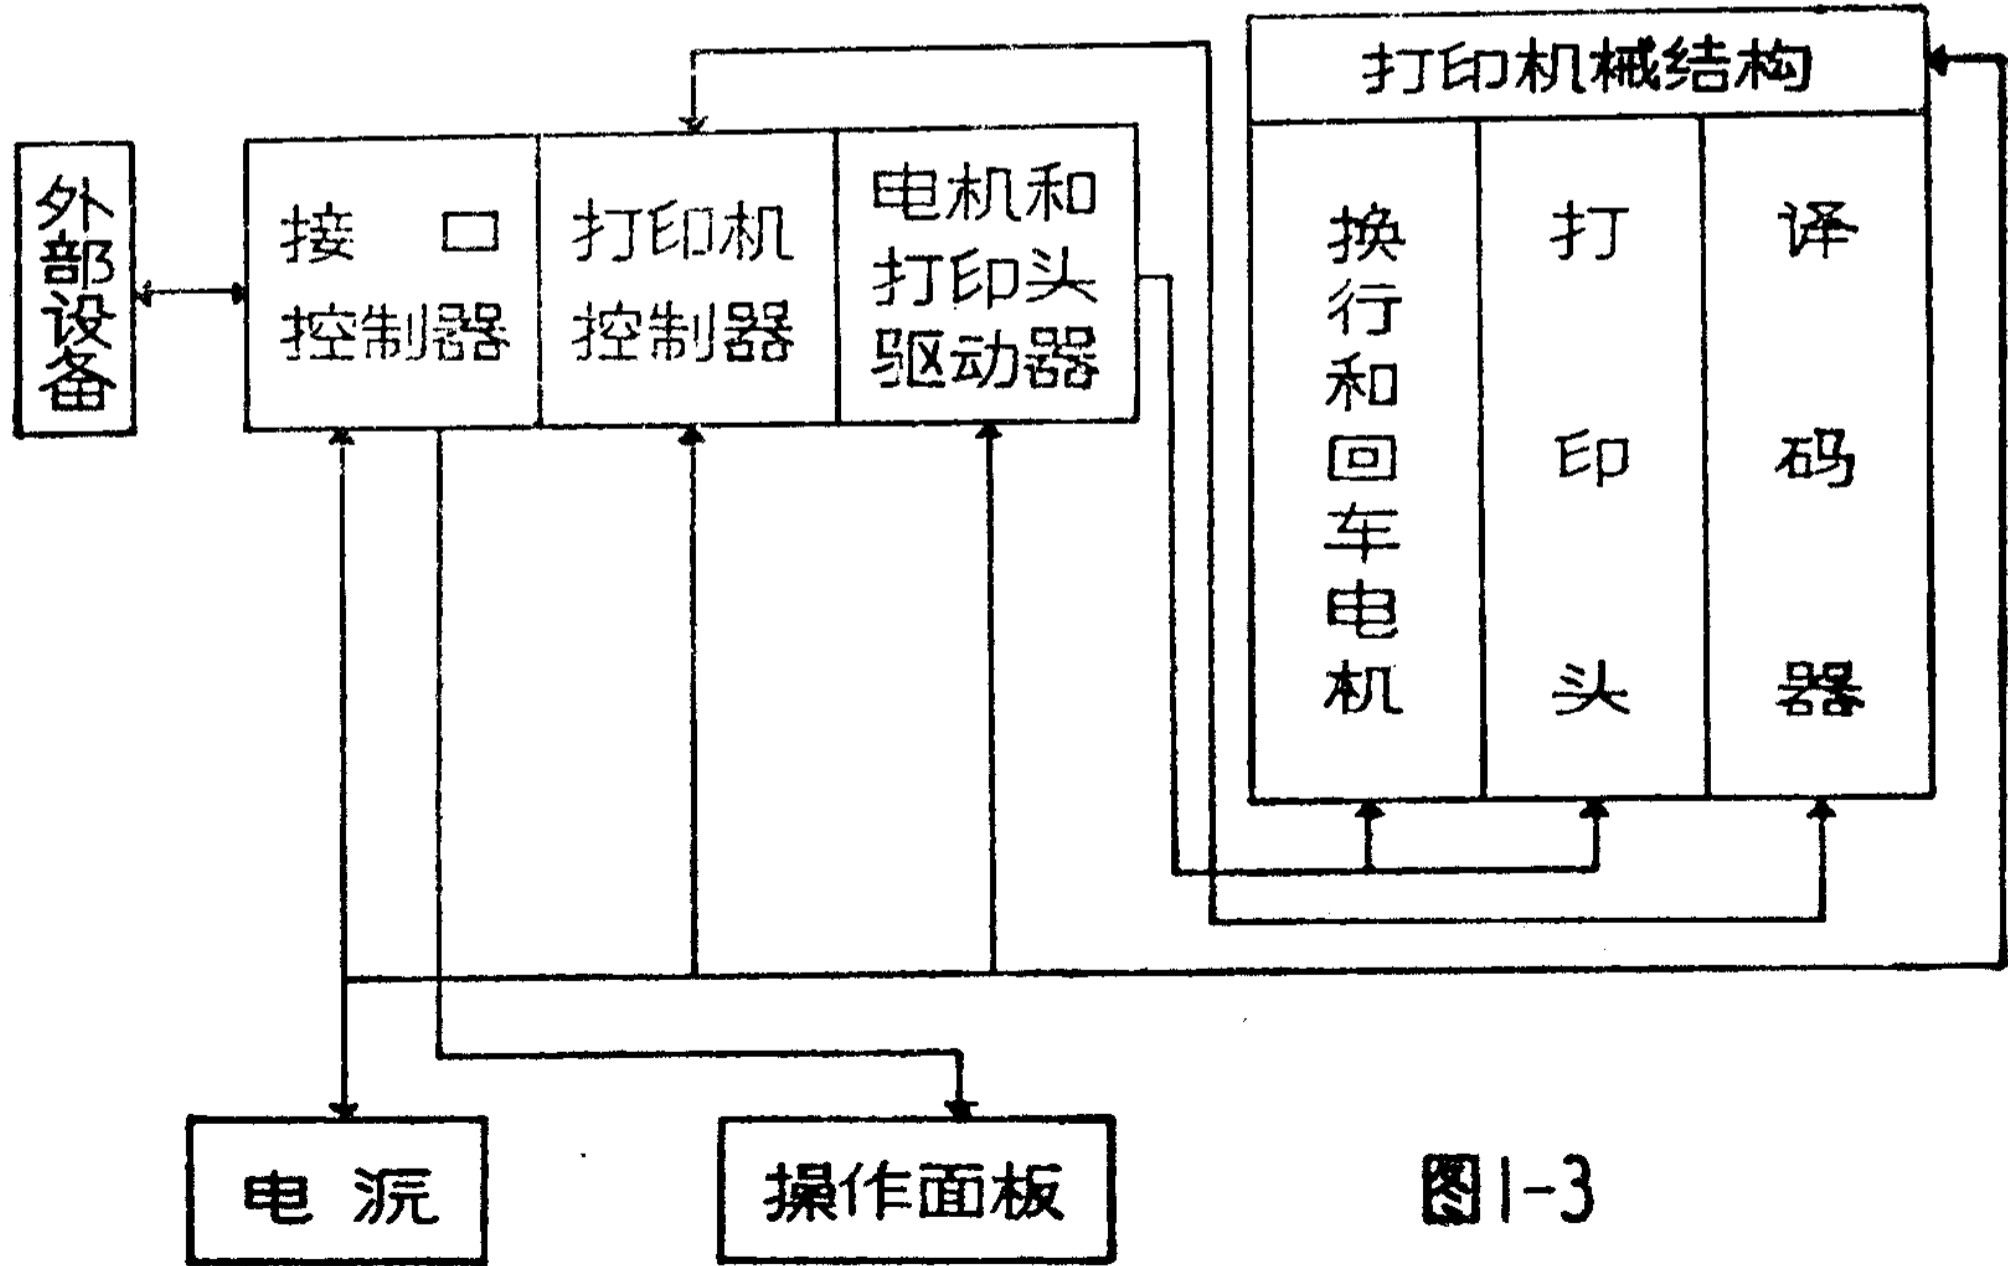 外部设备
接口
控制器
打印机
控制器
电机和
打印头
驱动器
打印机械结构
换行和回车电机
打印头
译码器
电源
操作面板
图1-3